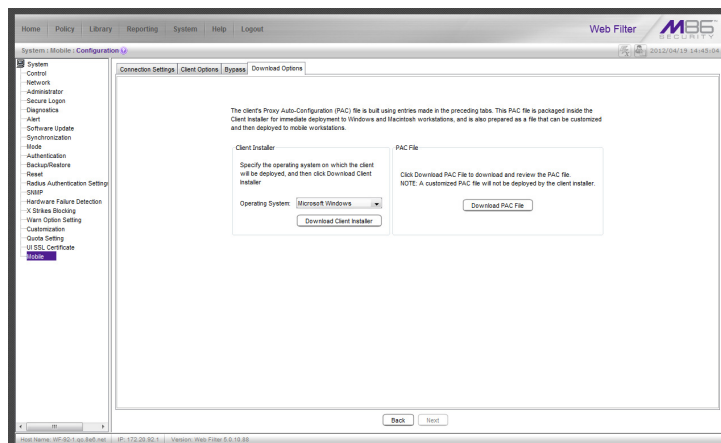 Home Policy Library Reporting System Help Logout
Web Filter
M86
SECURITY
System : Mobile : Configuration
2012/04/19 14:45:04
System
Control
Network
Administrator
Secure Logon
Diagnostics
Alert
Software Update
Synchronization
Mode
Authentication
Backup/Restore
Reset
Radius Authentication Settings
SNMP
Hardware Failure Detection
X Strikes Blocking
Warn Option Setting
Customization
Quota Setting
UI SSL Certificate
Mobile
Connection Settings Client Options Bypass Download Options
The client's Proxy Auto-Configuration (PAC) file is built using entries made in the preceding tabs. This PAC file is packaged inside the
Client Installer for immediate deployment to Windows and Macintosh workstations, and is also prepared as a file that can be customized
and then deployed to mobile workstations.
Client Installer
Specify the operating system on which the client
will be deployed, and then click Download Client
Installer
Operating System: Microsoft Windows
Download Client Installer
PAC File
Click Download PAC File to download and review the PAC file.
NOTE: A customized PAC file will not be deployed by the client installer.
Download PAC File
Back Next
Host Name: WF-92-1.qc.8e6.net IP: 172.20.92.1 Version: Web Filter 5.0.10.88